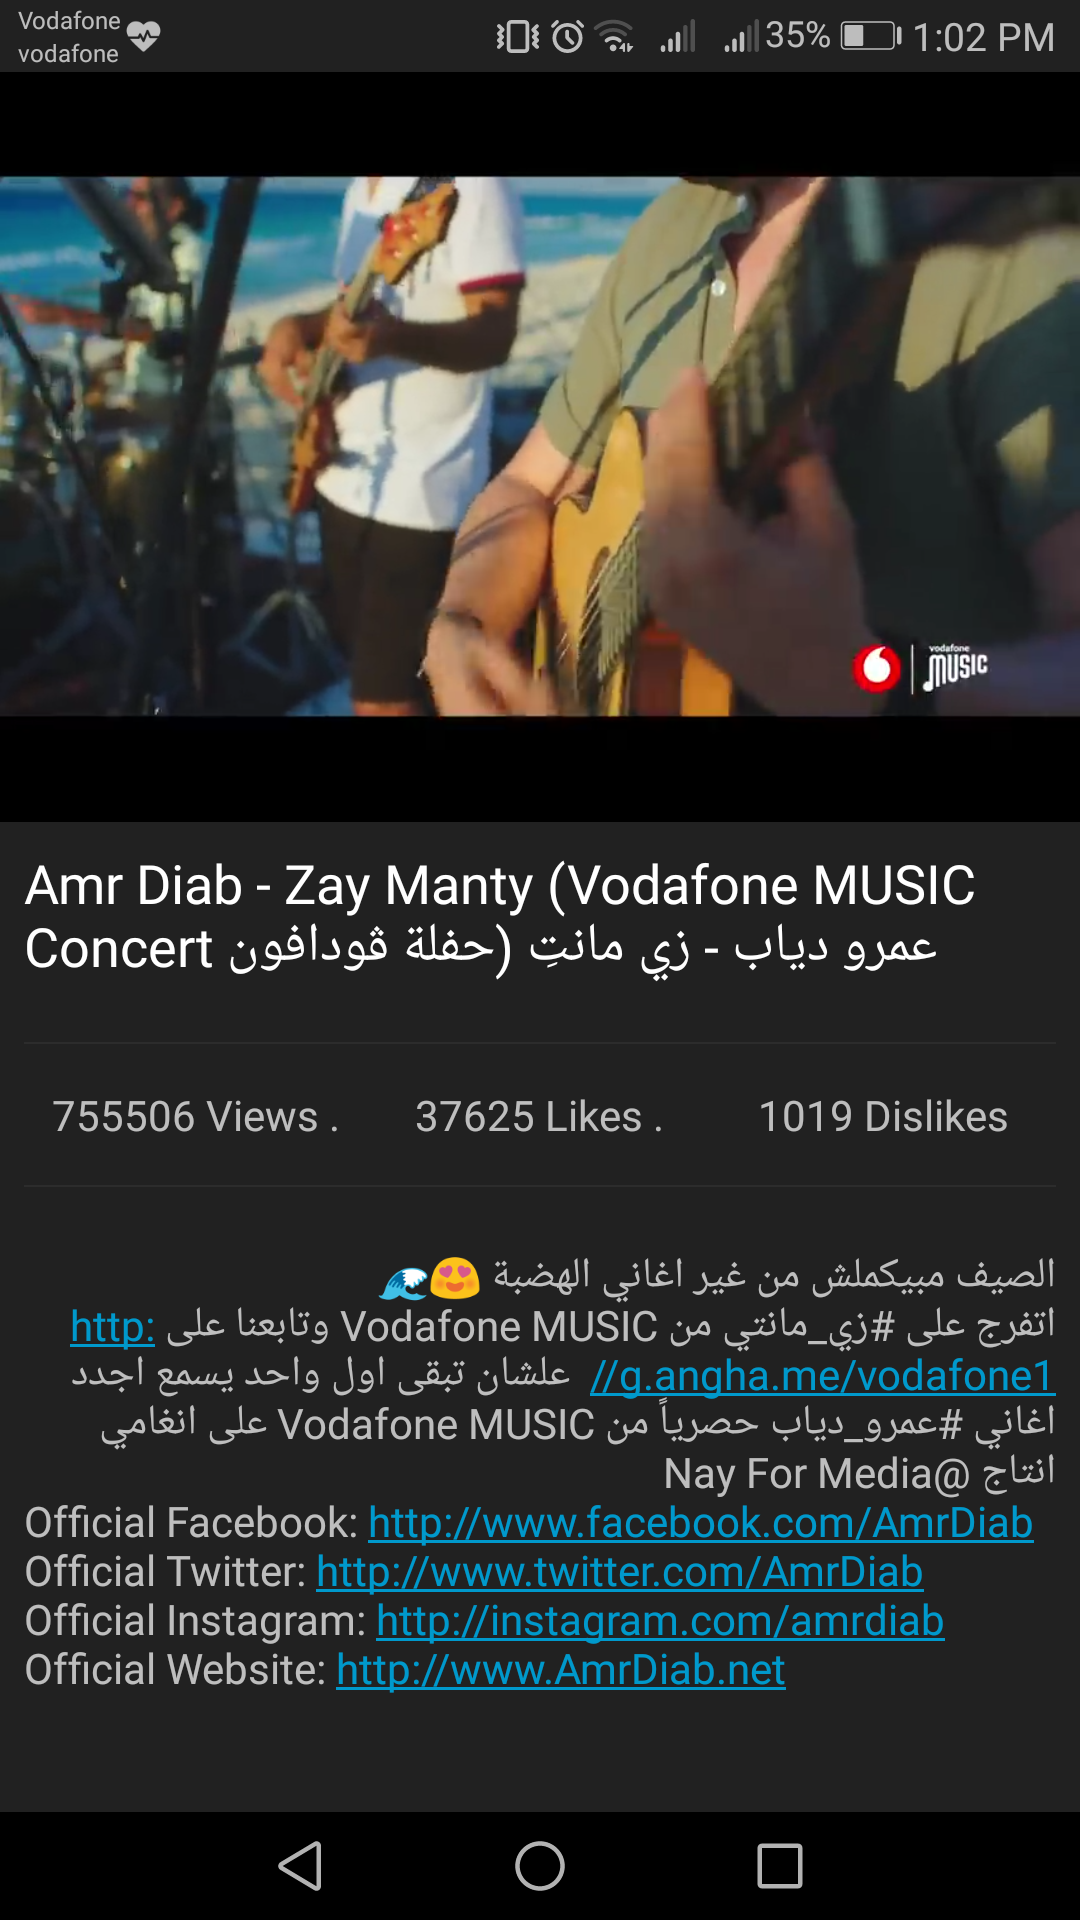 Vodafone
vodafone
35%
1:02 PM
vodafone
MUSIC
Amr Diab - Zay Manty (Vodafone MUSIC
Concert عمرو دياب - زي مانتِ (حفلة ڤودافون
755506 Views .
37625 Likes .
1019 Dislikes
الصيف مبيكملش من غير اغاني الهضبة 😍🌊
اتفرج على #زي_مانتي من Vodafone MUSIC وتابعنا على http:
//g.angha.me/vodafone1 علشان تبقى اول واحد يسمع اجدد
اغاني #عمرو_دياب حصرياً من Vodafone MUSIC على انغامي
انتاج @Nay For Media
Official Facebook: http://www.facebook.com/AmrDiab
Official Twitter: http://www.twitter.com/AmrDiab
Official Instagram: http://instagram.com/amrdiab
Official Website: http://www.AmrDiab.net